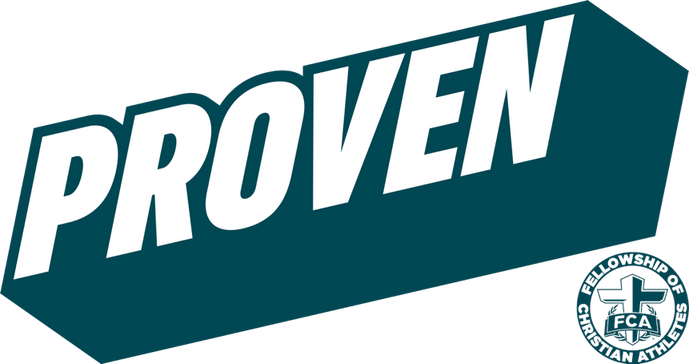 PROVEN
FELLOWSHIP OF
CHRISTIAN ATHLETES
FCA